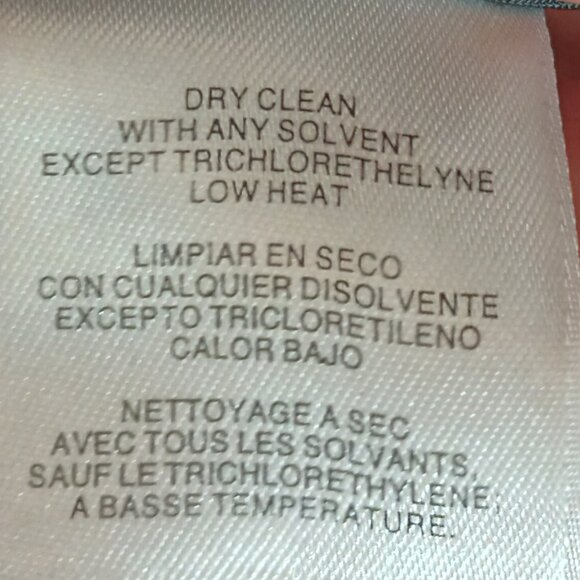 DRY CLEAN
WITH ANY SOLVENT
EXCEPT TRICHLORETHELYNE
LOW HEAT
LIMPIAR EN SECO
CON CUALQUIER DISOLVENTE
EXCEPTO TRICLORETILENO
CALOR BAJO
NETTOYAGE A SEC
AVEC TOUS LES SOLVANTS,
SAUF LE TRICHLORETHYLENE;
A BASSE TEMPERATURE.